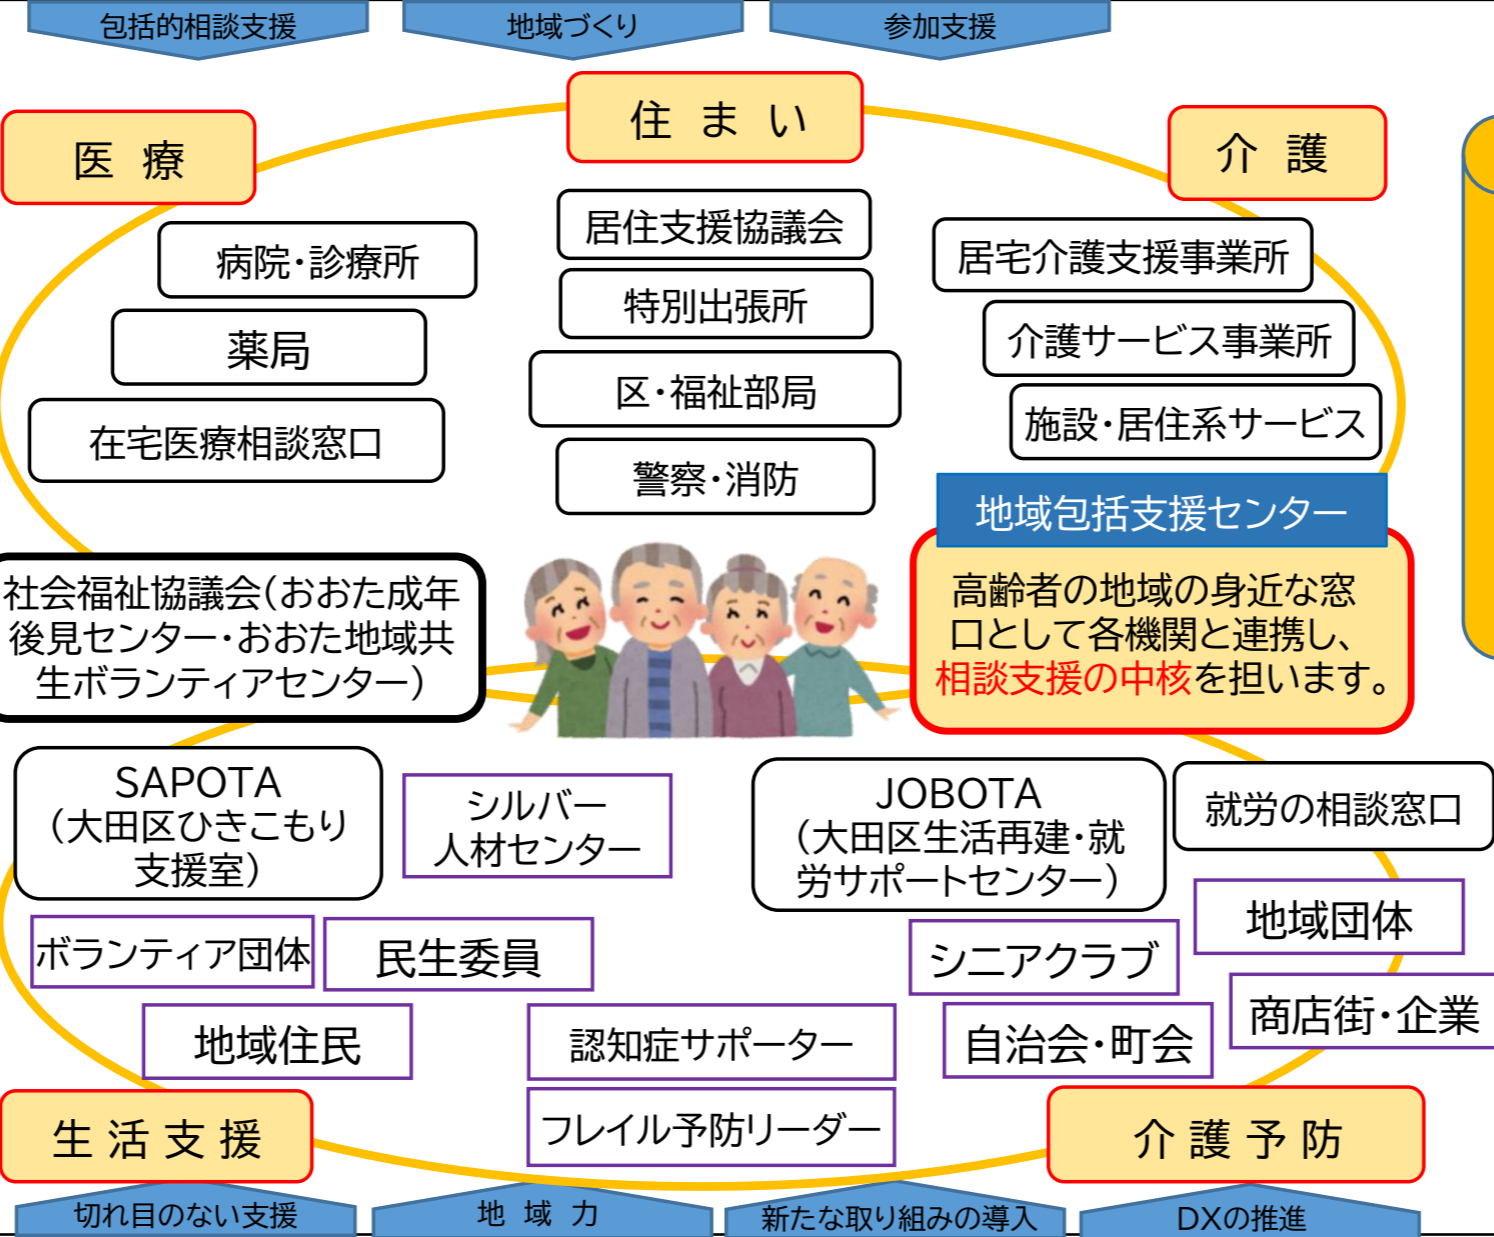 包括的相談支援
地域づくり
参加支援
医 療
住 ま い
介 護
病院・診療所
薬局
在宅医療相談窓口
居住支援協議会
特別出張所
区・福祉部局
警察・消防
居宅介護支援事業所
介護サービス事業所
施設・居住系サービス
地域包括支援センター
高齢者の地域の身近な窓
口として各機関と連携し、
相談支援の中核を担います。
社会福祉協議会(おおた成年
後見センター・おおた地域共
生ボランティアセンター)
SAPOTA
(大田区ひきこもり
支援室)
シルバー
人材センター
JOBOTA
(大田区生活再建・就
労サポートセンター)
就労の相談窓口
ボランティア団体
民生委員
シニアクラブ
地域団体
地域住民
認知症サポーター
自治会・町会
商店街・企業
フレイル予防リーダー
生 活 支 援
介 護 予 防
切れ目のない支援
地 域 力
新たな取り組みの導入
DXの推進